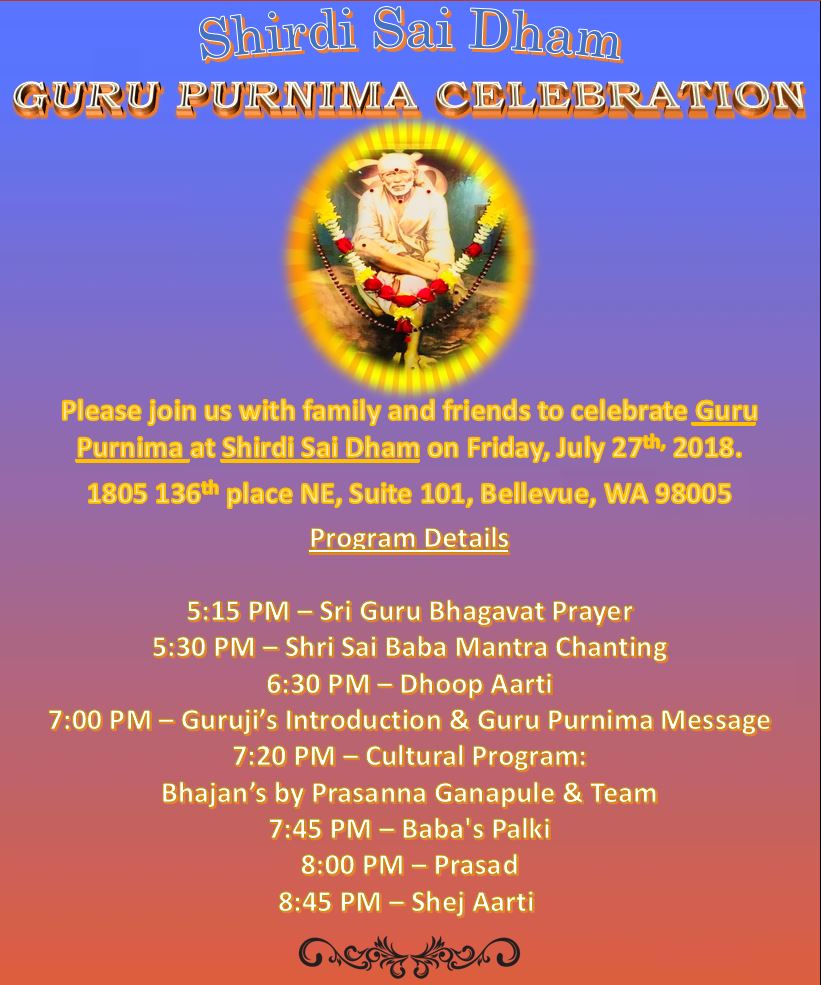 Shirdi Sai Dham
GURU PURNIMA CELEBRATION
Please join us with family and friends to celebrate Guru
Purnima at Shirdi Sai Dham on Friday, July 27th, 2018.
1805 136th place NE, Suite 101, Bellevue, WA 98005
Program Details
5:15 PM – Sri Guru Bhagavat Prayer
5:30 PM – Shri Sai Baba Mantra Chanting
6:30 PM – Dhoop Aarti
7:00 PM – Guruji’s Introduction & Guru Purnima Message
7:20 PM – Cultural Program:
Bhajan’s by Prasanna Ganapule & Team
7:45 PM – Baba's Palki
8:00 PM – Prasad
8:45 PM – Shej Aarti